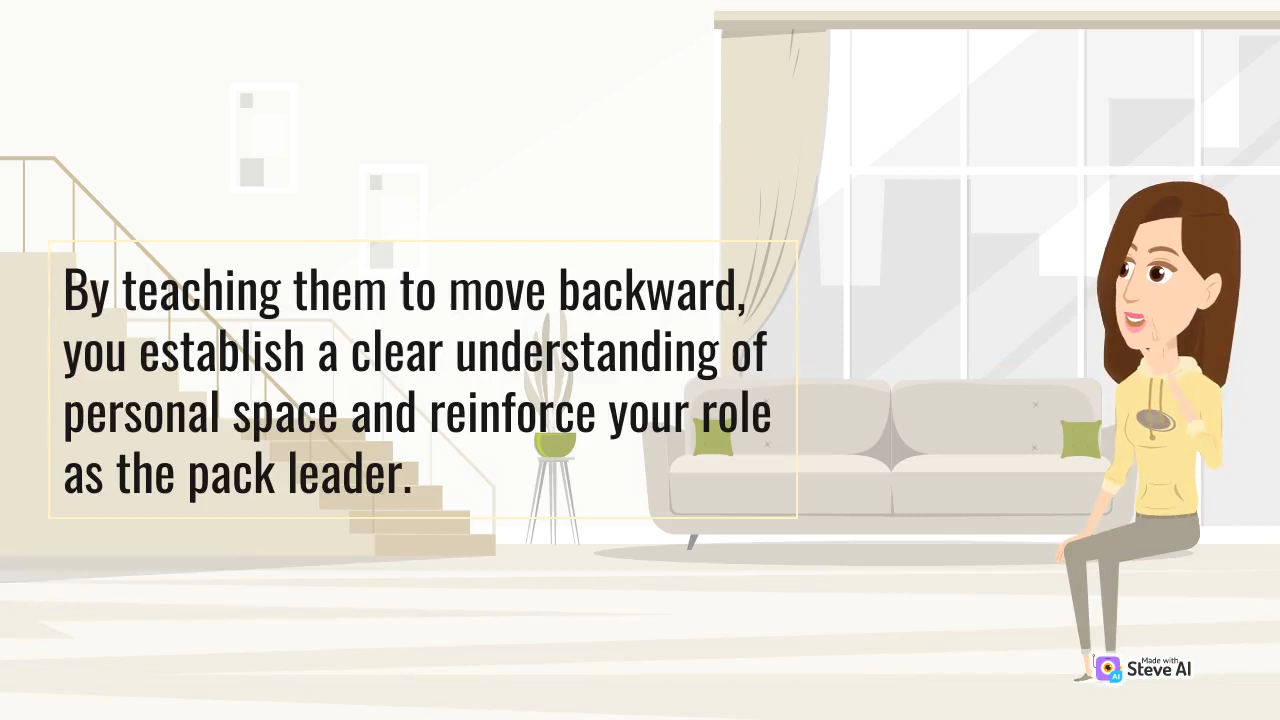 By teaching them to move backward,
you establish a clear understanding of
personal space and reinforce your role
as the pack leader.
Made with
Steve AI
AI